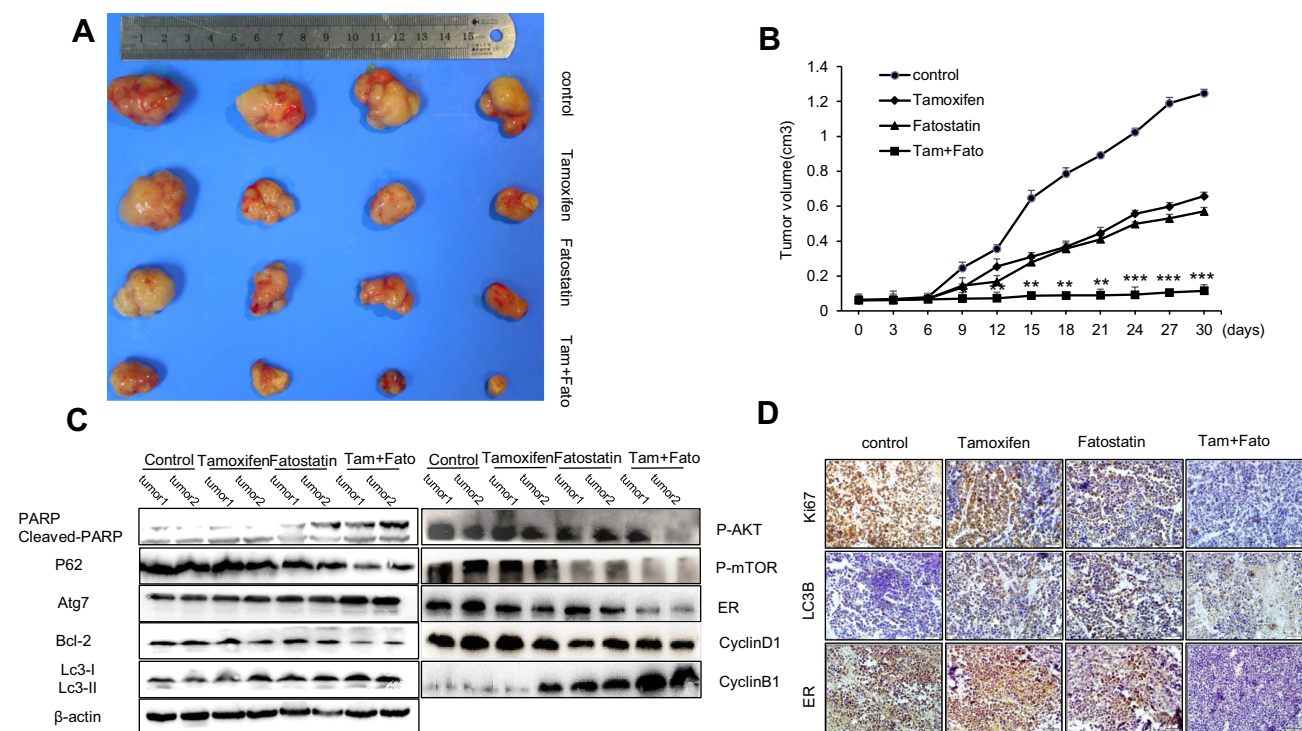 A
1 2 3 4 5 6 7 8 9 10 11 12 13 14 15
control
Tamoxifen
Fatostatin
Tam+Fato
B
control
Tamoxifen
Fatostatin
Tam+Fato
Tumor volume(cm3)
1.4
1.2
1
0.8
0.6
0.4
0.2
0
** ** ** ** *** *** ***
0 3 6 9 12 15 18 21 24 27 30 (days)
C
Control Tamoxifen Fatostatin Tam+Fato
tumor1 tumor2 tumor1 tumor2 tumor1 tumor2 tumor1 tumor2
PARP
Cleaved-PARP
P62
Atg7
Bcl-2
Lc3-I
Lc3-II
β-actin
Control Tamoxifen Fatostatin Tam+Fato
tumor1 tumor2 tumor1 tumor2 tumor1 tumor2 tumor1 tumor2
P-AKT
P-mTOR
ER
CyclinD1
CyclinB1
D
control Tamoxifen Fatostatin Tam+Fato
Ki67
LC3B
ER